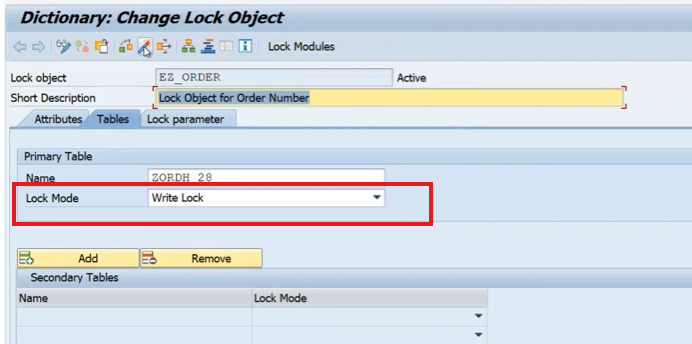 Dictionary: Change Lock Object
Lock Modules
Lock object EZ_ORDER Active
Short Description Lock Object for Order Number
Attributes Tables Lock parameter
Primary Table
Name ZORDH_28
Lock Mode Write Lock
Add Remove
Secondary Tables
Name Lock Mode